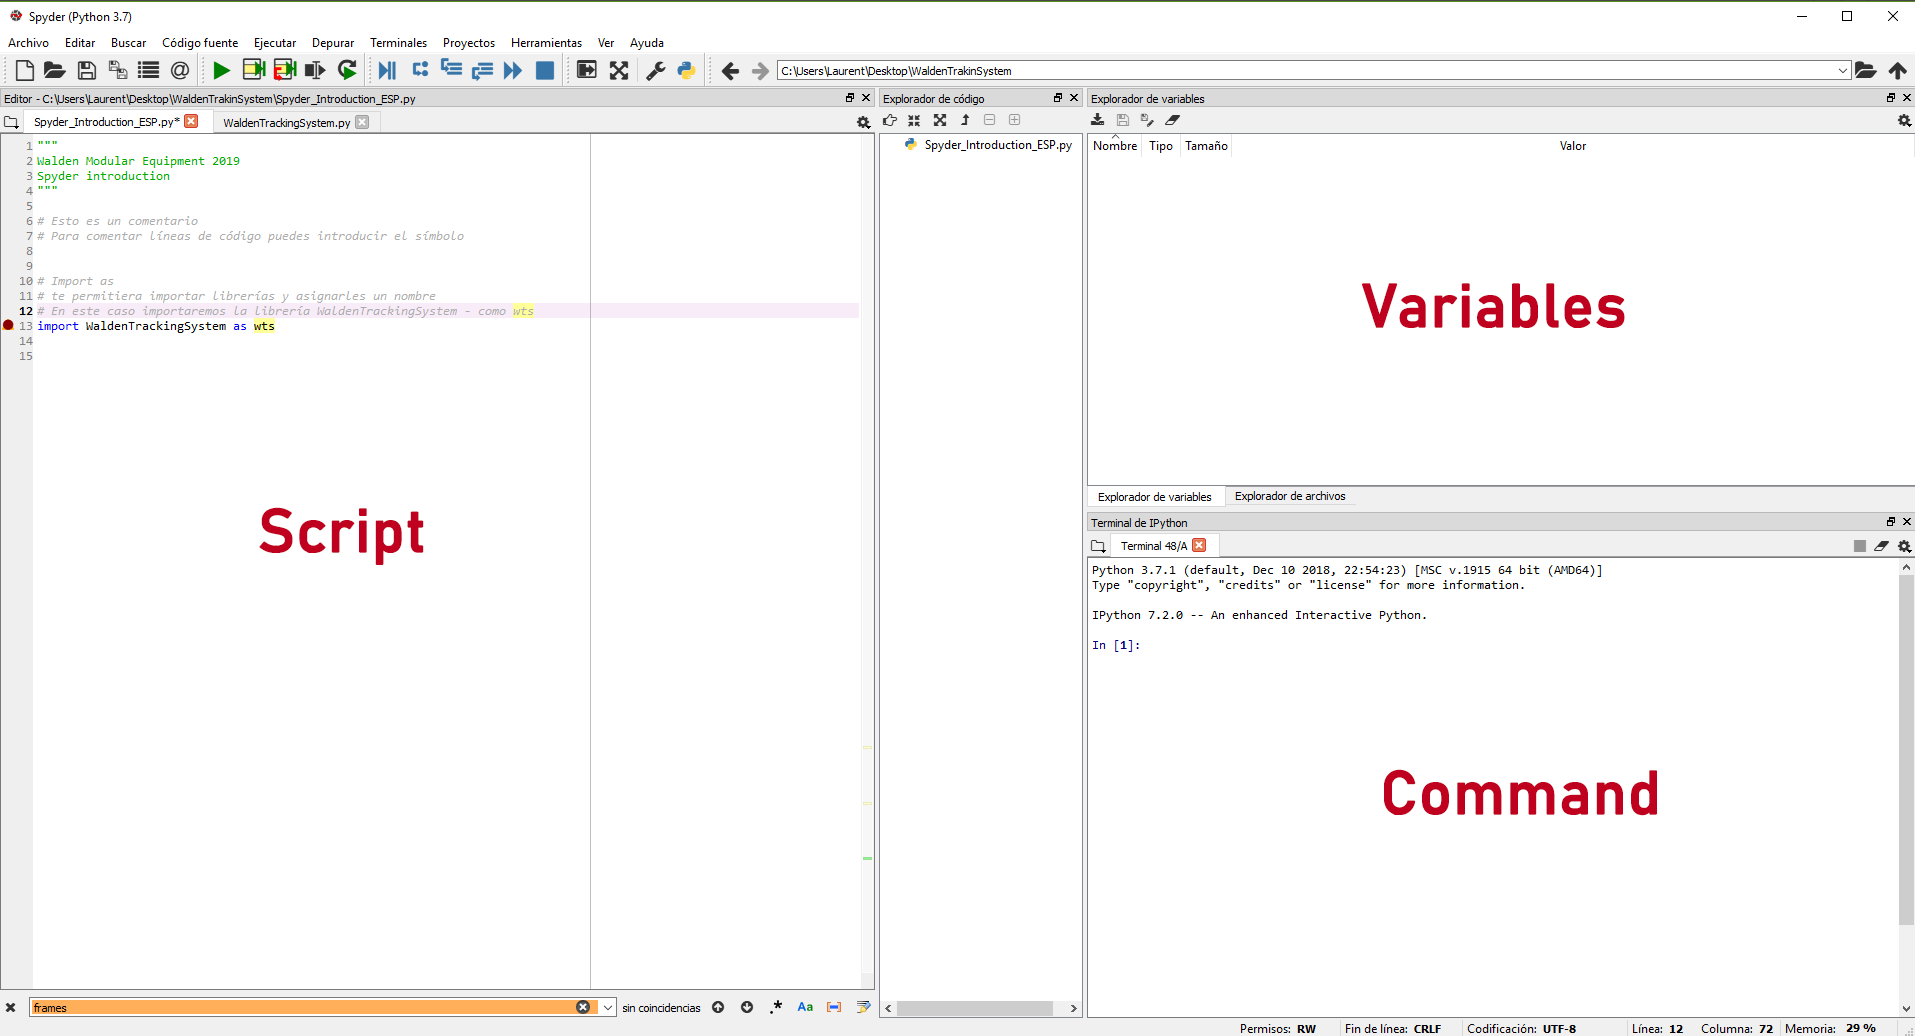 Spyder (Python 3.7)
Archivo Editar Buscar Código fuente Ejecutar Depurar Terminales Proyectos Herramientas Ver Ayuda
C:\Users\Laurent\Desktop\WaldenTrakinSystem
Editor - C:\Users\Laurent\Desktop\WaldenTrakinSystem\Spyder_Introduction_ESP.py
Spyder_Introduction_ESP.py* WaldenTrackingSystem.py
1 """
2 Walden Modular Equipment 2019
3 Spyder introduction
4 """
5
6 # Esto es un comentario
7 # Para comentar líneas de código puedes introducir el símbolo
8
9
10 # Import as
11 # te permitiera importar librerías y asignarles un nombre
12 # En este caso importaremos la librería WaldenTrackingSystem - como wts
13 import WaldenTrackingSystem as wts
14
15
Script
frames
sin coincidencias
.* Aa
Explorador de código
Spyder_Introduction_ESP.py
Explorador de variables
Nombre Tipo Tamaño Valor
Variables
Explorador de variables Explorador de archivos
Terminal de IPython
Terminal 48/A
Python 3.7.1 (default, Dec 10 2018, 22:54:23) [MSC v.1915 64 bit (AMD64)]
Type "copyright", "credits" or "license" for more information.
IPython 7.2.0 -- An enhanced Interactive Python.
In [1]:
Command
Permisos: RW Fin de línea: CRLF Codificación: UTF-8 Línea: 12 Columna: 72 Memoria: 29 %